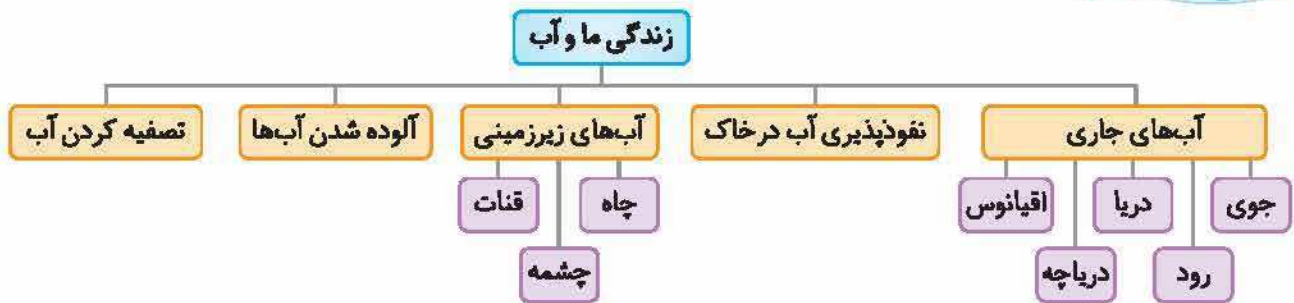 زندگی ما و آب
آب‌های جاری
نفوذپذیری آب در خاک
آب‌های زیرزمینی
آلوده شدن آب‌ها
تصفیه کردن آب
جوی
دریا
اقیانوس
چاه
قنات
رود
دریاچه
چشمه